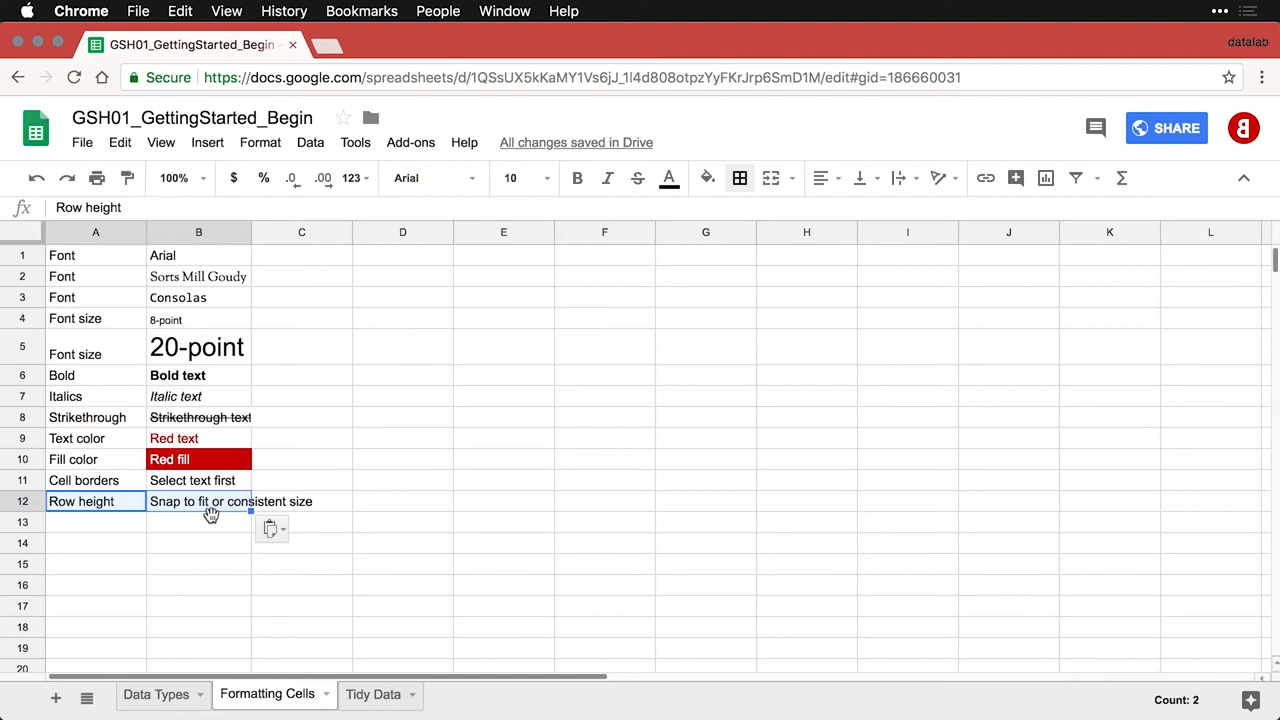 Chrome File Edit View History Bookmarks People Window Help
GSH01_GettingStarted_Begin - × datalab
Secure https://docs.google.com/spreadsheets/d/1QSsUX5kKaMY1Vs6jJ_1l4d808otpzYyFKrJrp6SmD1M/edit#gid=186660031
GSH01_GettingStarted_Begin
File Edit View Insert Format Data Tools Add-ons Help All changes saved in Drive SHARE
100% $ % .0 .00 123 Arial 10 B I S A Σ
fx Row height
A B C D E F G H I J K L
1 Font Arial
2 Font Sorts Mill Goudy
3 Font Consolas
4 Font size 8-point
5 Font size 20-point
6 Bold Bold text
7 Italics Italic text
8 Strikethrough Strikethrough text
9 Text color Red text
10 Fill color Red fill
11 Cell borders Select text first
12 Row height Snap to fit or consistent size
13
14
15
16
17
18
19
20
+ Data Types Formatting Cells Tidy Data Count: 2